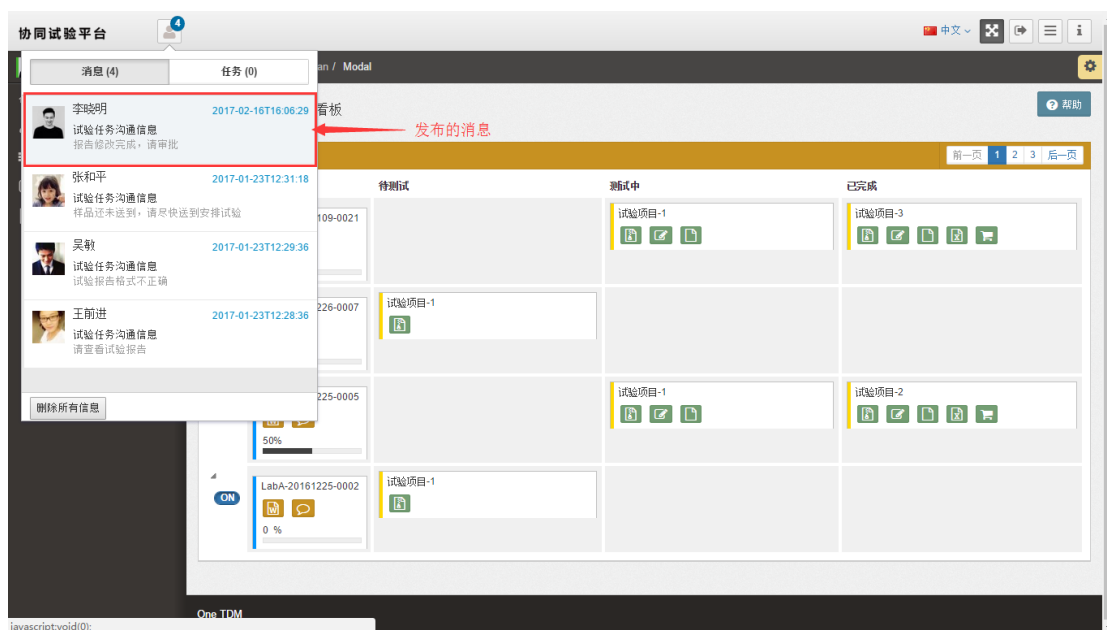 协同试验平台
4
中文
消息 (4)
任务 (0)
an / Modal
李晓明
2017-02-16T16:06:29
试验任务沟通信息
报告修改完成，请审批
看板
发布的消息
帮助
前一页 1 2 3 后一页
张和平
2017-01-23T12:31:18
试验任务沟通信息
样品还未送到，请尽快送到安排试验
吴敏
2017-01-23T12:29:36
试验任务沟通信息
试验报告格式不正确
王前进
2017-01-23T12:28:36
试验任务沟通信息
请查看试验报告
删除所有信息
待测试
测试中
已完成
109-0021
试验项目-1
试验项目-3
226-0007
试验项目-1
225-0005
50%
试验项目-1
试验项目-2
ON
LabA-20161225-0002
0 %
试验项目-1
One TDM
javascript:void(0);